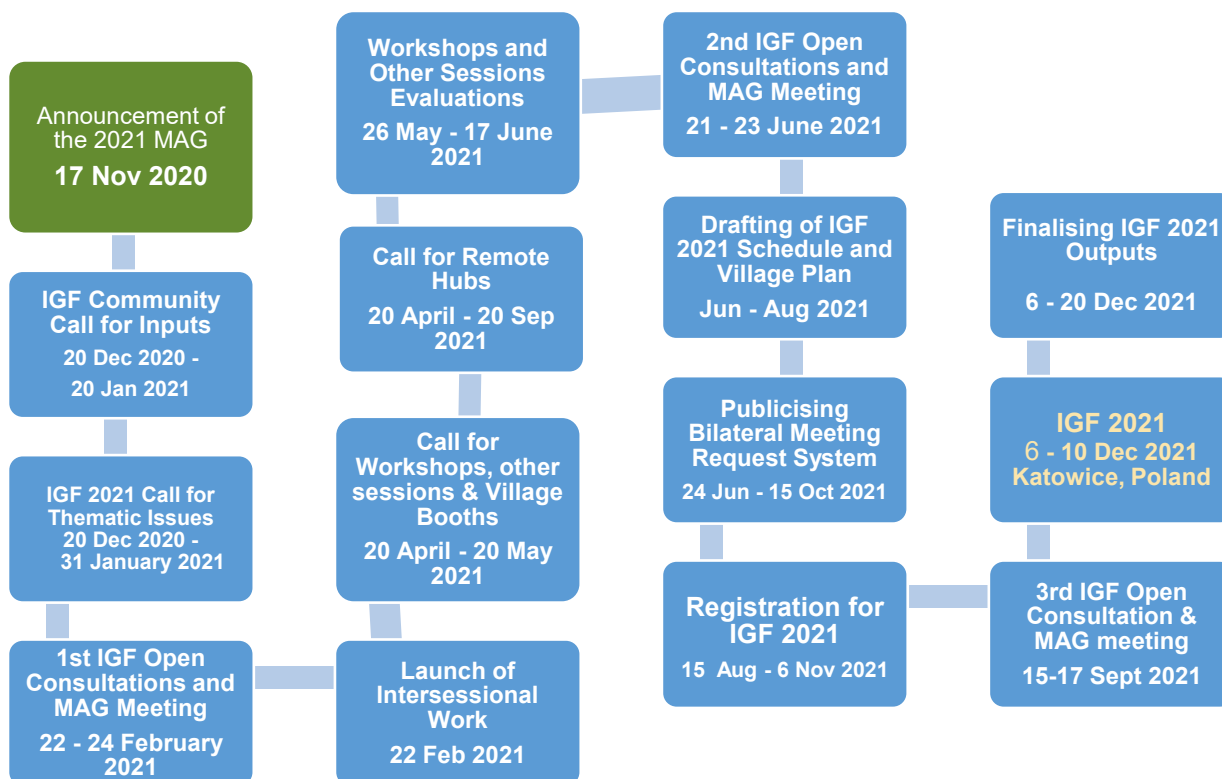 Announcement of
the 2021 MAG
17 Nov 2020
IGF Community
Call for Inputs
20 Dec 2020 -
20 Jan 2021
IGF 2021 Call for
Thematic Issues
20 Dec 2020 -
31 January 2021
1st IGF Open
Consultations and
MAG Meeting
22 - 24 February
2021
Launch of
Intersessional
Work
22 Feb 2021
Call for
Workshops, other
sessions & Village
Booths
20 April - 20 May
2021
Call for Remote
Hubs
20 April - 20 Sep
2021
Workshops and
Other Sessions
Evaluations
26 May - 17 June
2021
2nd IGF Open
Consultations and
MAG Meeting
21 - 23 June 2021
Drafting of IGF
2021 Schedule and
Village Plan
Jun - Aug 2021
Publicising
Bilateral Meeting
Request System
24 Jun - 15 Oct 2021
Registration for
IGF 2021
15 Aug - 6 Nov 2021
3rd IGF Open
Consultation &
MAG meeting
15-17 Sept 2021
IGF 2021
6 - 10 Dec 2021
Katowice, Poland
Finalising IGF 2021
Outputs
6 - 20 Dec 2021